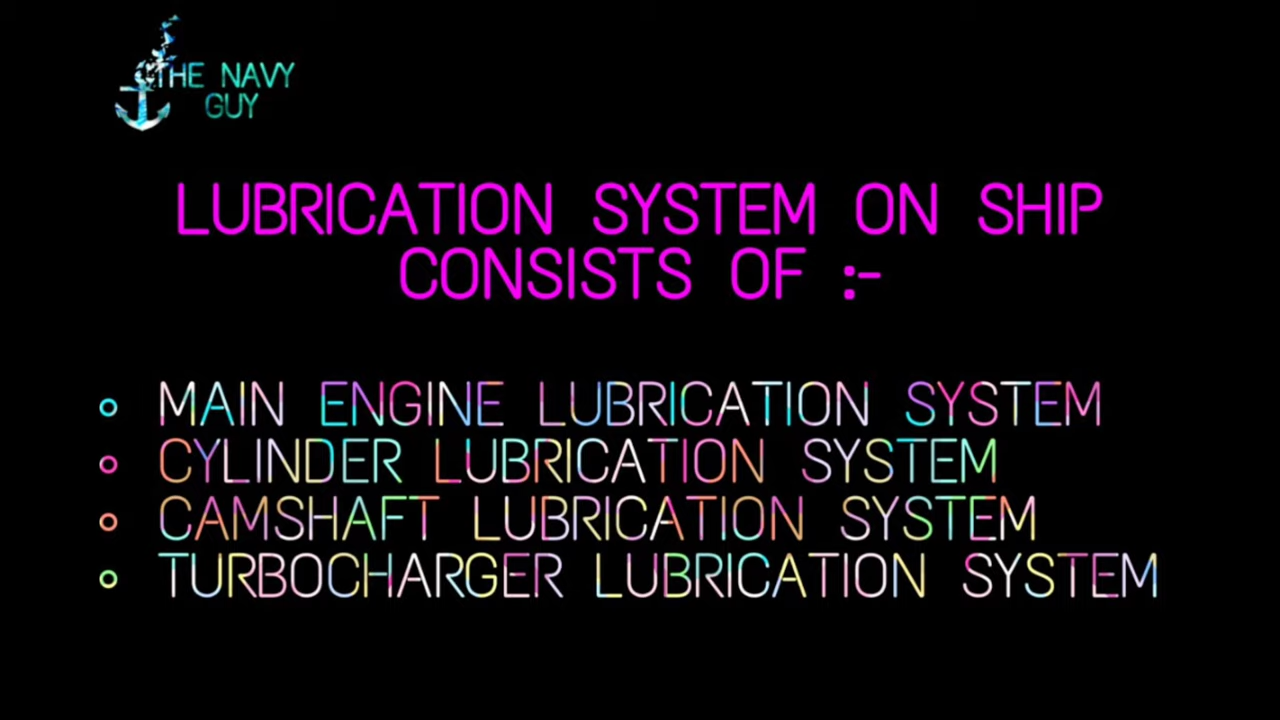 THE NAVY
GUY
LUBRICATION SYSTEM ON SHIP
CONSISTS OF :-
MAIN ENGINE LUBRICATION SYSTEM
CYLINDER LUBRICATION SYSTEM
CAMSHAFT LUBRICATION SYSTEM
TURBOCHARGER LUBRICATION SYSTEM